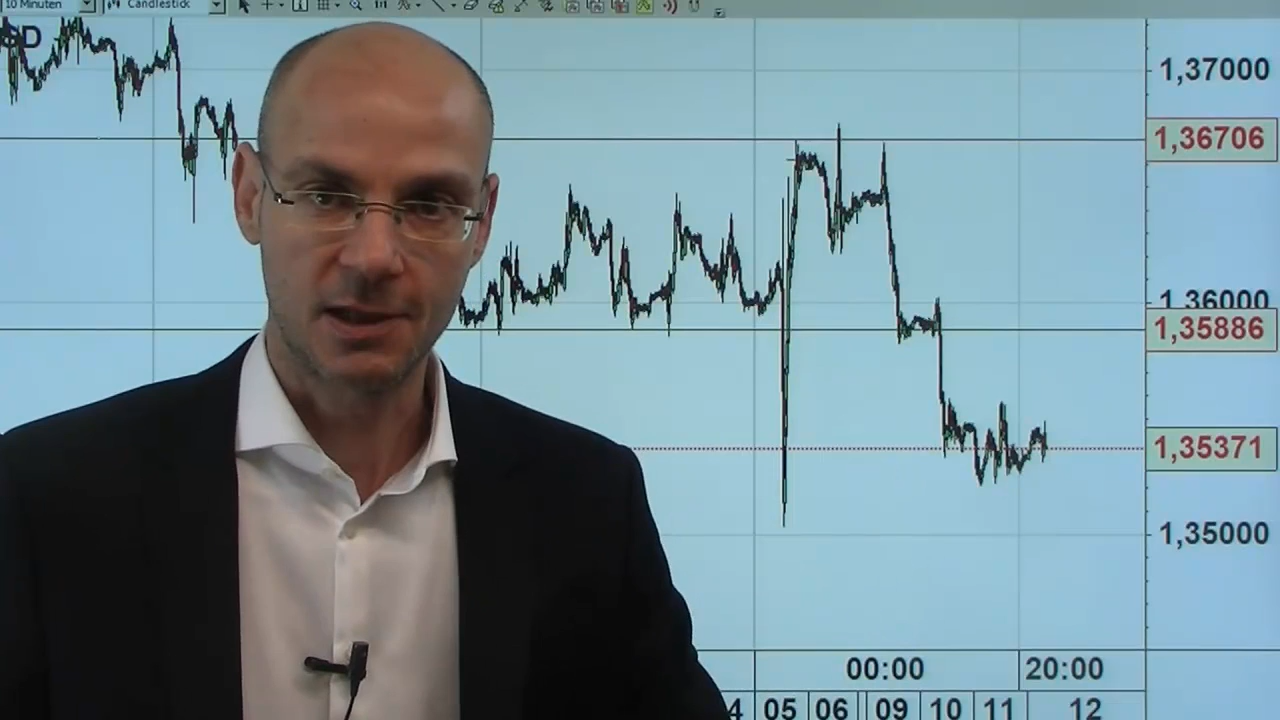 10 Minuten Candlestick
SD
1,37000
1,36706
1,36000
1,35886
1,35371
1,35000
00:00 20:00
4 05 06 09 10 11 12